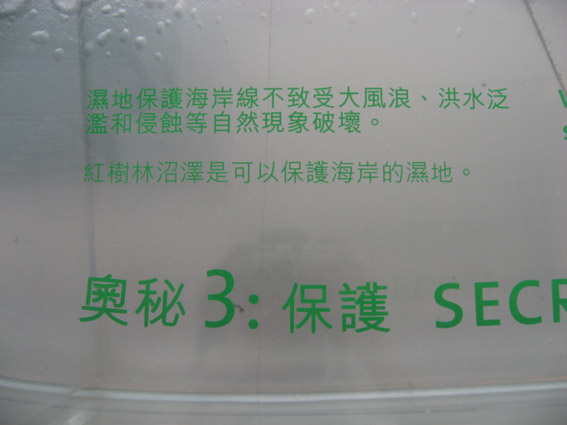 濕地保護海岸線不致受大風浪、洪水泛
濫和侵蝕等自然現象破壞。
紅樹林沼澤是可以保護海岸的濕地。
奧秘 3: 保護 SECR